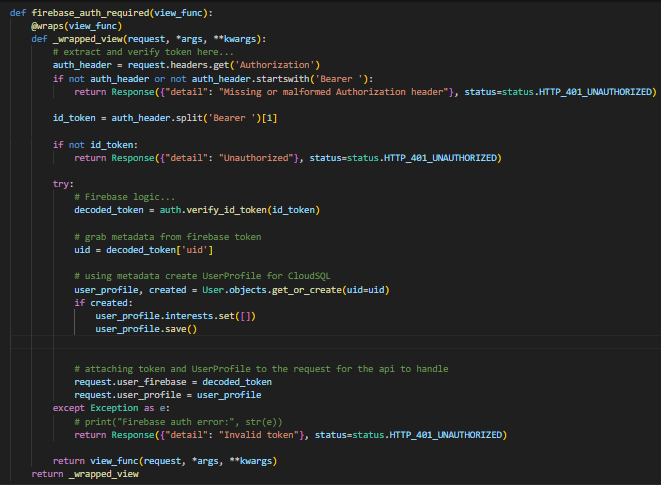 def firebase_auth_required(view_func):
    @wraps(view_func)
    def _wrapped_view(request, *args, **kwargs):
        # extract and verify token here...
        auth_header = request.headers.get('Authorization')
        if not auth_header or not auth_header.startswith('Bearer '):
            return Response({"detail": "Missing or malformed Authorization header"}, status=status.HTTP_401_UNAUTHORIZED)

        id_token = auth_header.split('Bearer ')[1]

        if not id_token:
            return Response({"detail": "Unauthorized"}, status=status.HTTP_401_UNAUTHORIZED)

        try:
            # Firebase logic...
            decoded_token = auth.verify_id_token(id_token)

            # grab metadata from firebase token
            uid = decoded_token['uid']

            # using metadata create UserProfile for CloudSQL
            user_profile, created = User.objects.get_or_create(uid=uid)
            if created:
                user_profile.interests.set([])
                user_profile.save()


            # attaching token and UserProfile to the request for the api to handle
            request.user_firebase = decoded_token
            request.user_profile = user_profile
        except Exception as e:
            # print("Firebase auth error:", str(e))
            return Response({"detail": "Invalid token"}, status=status.HTTP_401_UNAUTHORIZED)

        return view_func(request, *args, **kwargs)
    return _wrapped_view